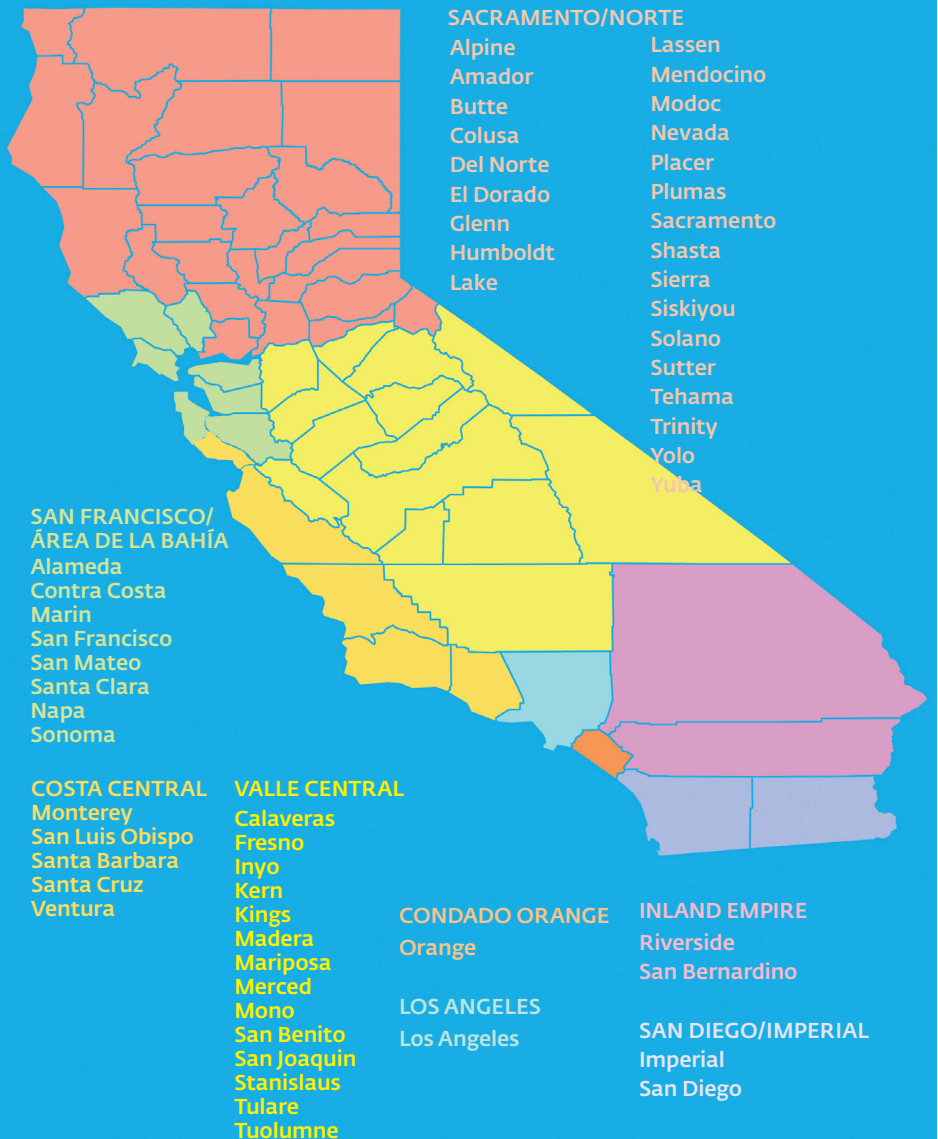 SACRAMENTO/NORTE
Alpine
Amador
Butte
Colusa
Del Norte
El Dorado
Glenn
Humboldt
Lake
Lassen
Mendocino
Modoc
Nevada
Placer
Plumas
Sacramento
Shasta
Sierra
Siskiyou
Solano
Sutter
Tehama
Trinity
Yolo
Yuba
SAN FRANCISCO/
ÁREA DE LA BAHÍA
Alameda
Contra Costa
Marin
San Francisco
San Mateo
Santa Clara
Napa
Sonoma
COSTA CENTRAL
Monterey
San Luis Obispo
Santa Barbara
Santa Cruz
Ventura
VALLE CENTRAL
Calaveras
Fresno
Inyo
Kern
Kings
Madera
Mariposa
Merced
Mono
San Benito
San Joaquin
Stanislaus
Tulare
Tuolumne
CONDADO ORANGE
Orange
LOS ANGELES
Los Angeles
INLAND EMPIRE
Riverside
San Bernardino
SAN DIEGO/IMPERIAL
Imperial
San Diego